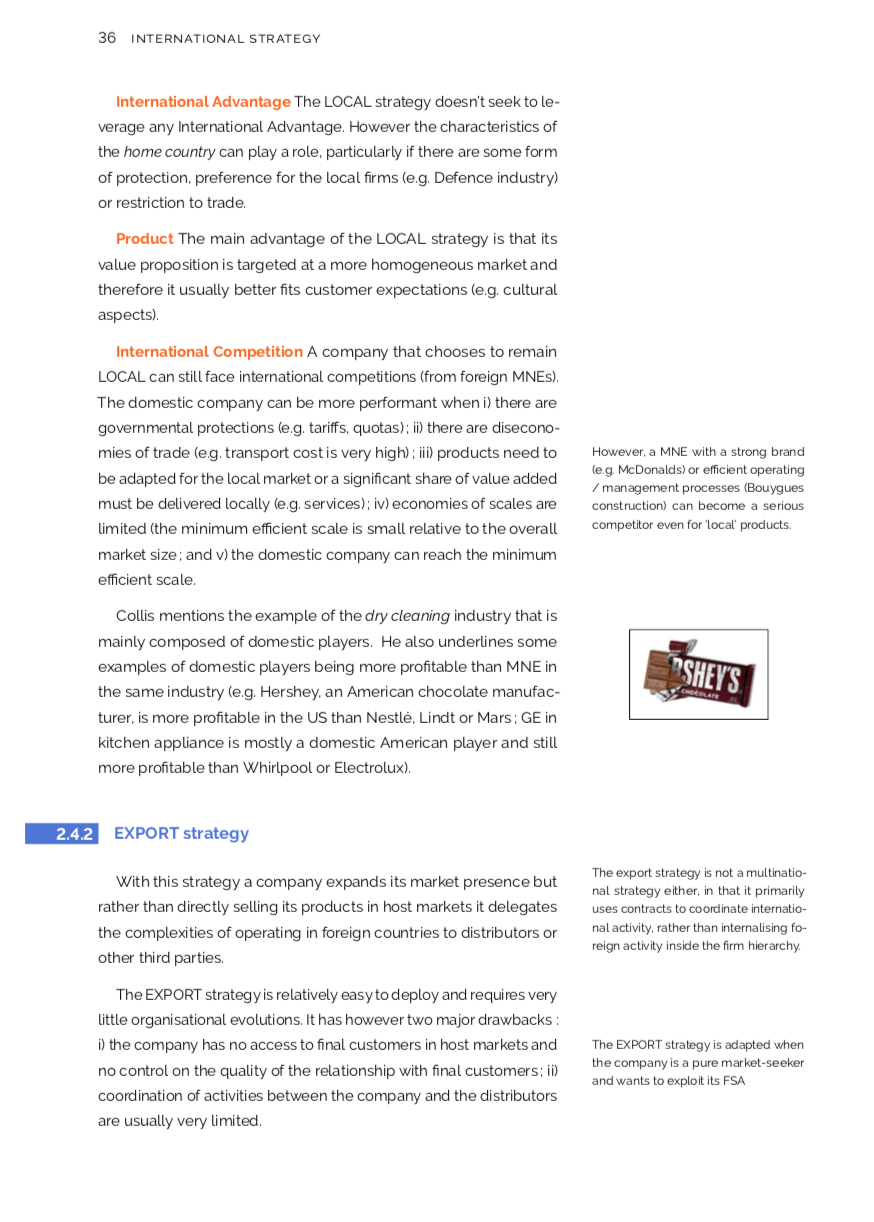 36 INTERNATIONAL STRATEGY
International Advantage The LOCAL strategy doesn't seek to le-
verage any International Advantage. However the characteristics of
the home country can play a role, particularly if there are some form
of protection, preference for the local firms (e.g. Defence industry)
or restriction to trade.
Product The main advantage of the LOCAL strategy is that its
value proposition is targeted at a more homogeneous market and
therefore it usually better fits customer expectations (e.g. cultural
aspects).
International Competition A company that chooses to remain
LOCAL can still face international competitions (from foreign MNEs).
The domestic company can be more performant when i) there are
governmental protections (e.g. tariffs, quotas) ; ii) there are disecono-
mies of trade (e.g. transport cost is very high) ; iii) products need to
be adapted for the local market or a significant share of value added
must be delivered locally (e.g. services) ; iv) economies of scales are
limited (the minimum efficient scale is small relative to the overall
market size ; and v) the domestic company can reach the minimum
efficient scale.
However, a MNE with a strong brand
(e.g. McDonalds) or efficient operating
/ management processes (Bouygues
construction) can become a serious
competitor even for 'local' products.
Collis mentions the example of the dry cleaning industry that is
mainly composed of domestic players. He also underlines some
examples of domestic players being more profitable than MNE in
the same industry (e.g. Hershey, an American chocolate manufac-
turer, is more profitable in the US than Nestlé, Lindt or Mars ; GE in
kitchen appliance is mostly a domestic American player and still
more profitable than Whirlpool or Electrolux).
RSHEY'S
CHOCOLATE
2.4.2 EXPORT strategy
With this strategy a company expands its market presence but
rather than directly selling its products in host markets it delegates
the complexities of operating in foreign countries to distributors or
other third parties.
The export strategy is not a multinatio-
nal strategy either, in that it primarily
uses contracts to coordinate internatio-
nal activity, rather than internalising fo-
reign activity inside the firm hierarchy.
The EXPORT strategy is relatively easy to deploy and requires very
little organisational evolutions. It has however two major drawbacks :
i) the company has no access to final customers in host markets and
no control on the quality of the relationship with final customers ; ii)
coordination of activities between the company and the distributors
are usually very limited.
The EXPORT strategy is adapted when
the company is a pure market-seeker
and wants to exploit its FSA